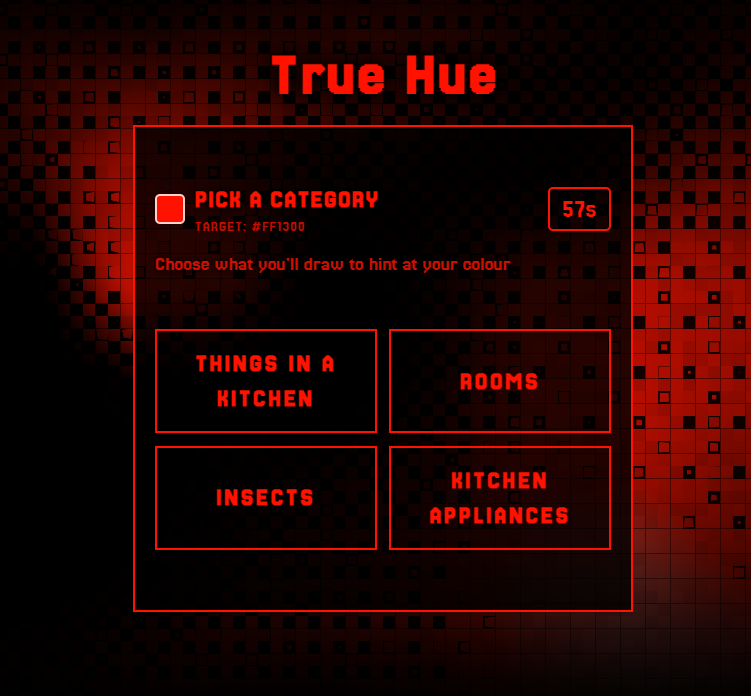 True Hue
PICK A CATEGORY
TARGET: #FF1300
57s
Choose what you'll draw to hint at your colour
THINGS IN A
KITCHEN
ROOMS
INSECTS
KITCHEN
APPLIANCES